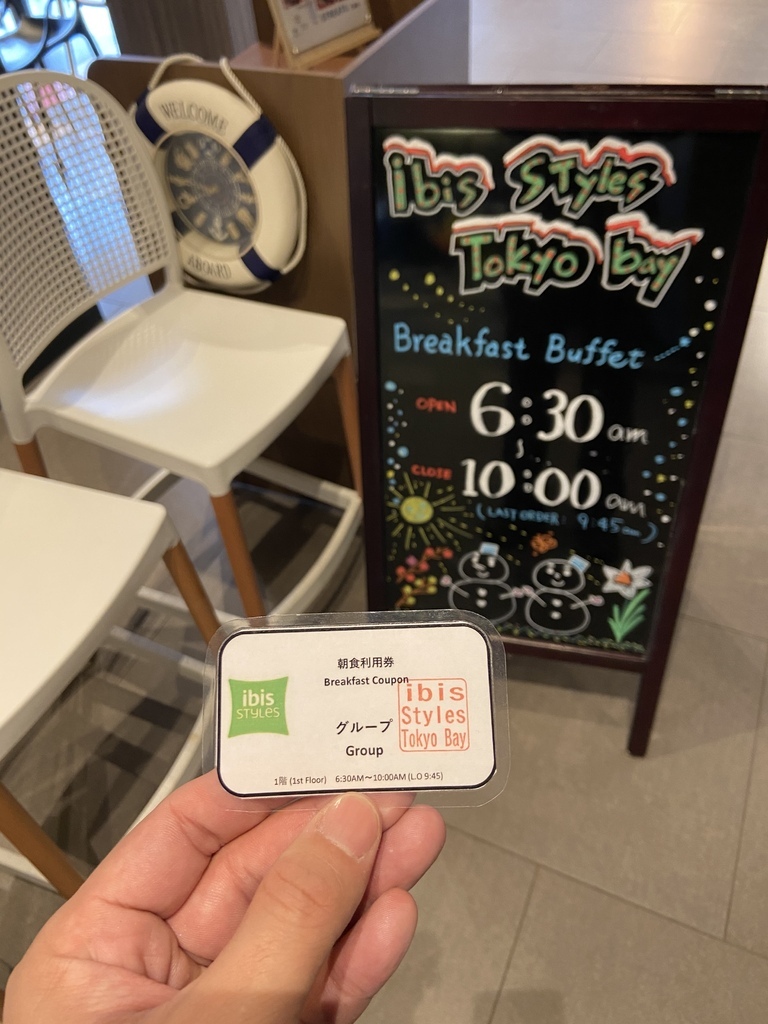 WELCOME
ABOARD
ibis Styles
Tokyo bay
Breakfast Buffet
OPEN 6:30 am
CLOSE 10:00 am
(LAST ORDER: 9:45am)
朝食利用券
Breakfast Coupon
ibis
STYLES
グループ
Group
ibis
Styles
Tokyo Bay
1階 (1st Floor) 6:30AM～10:00AM (L.O 9:45)